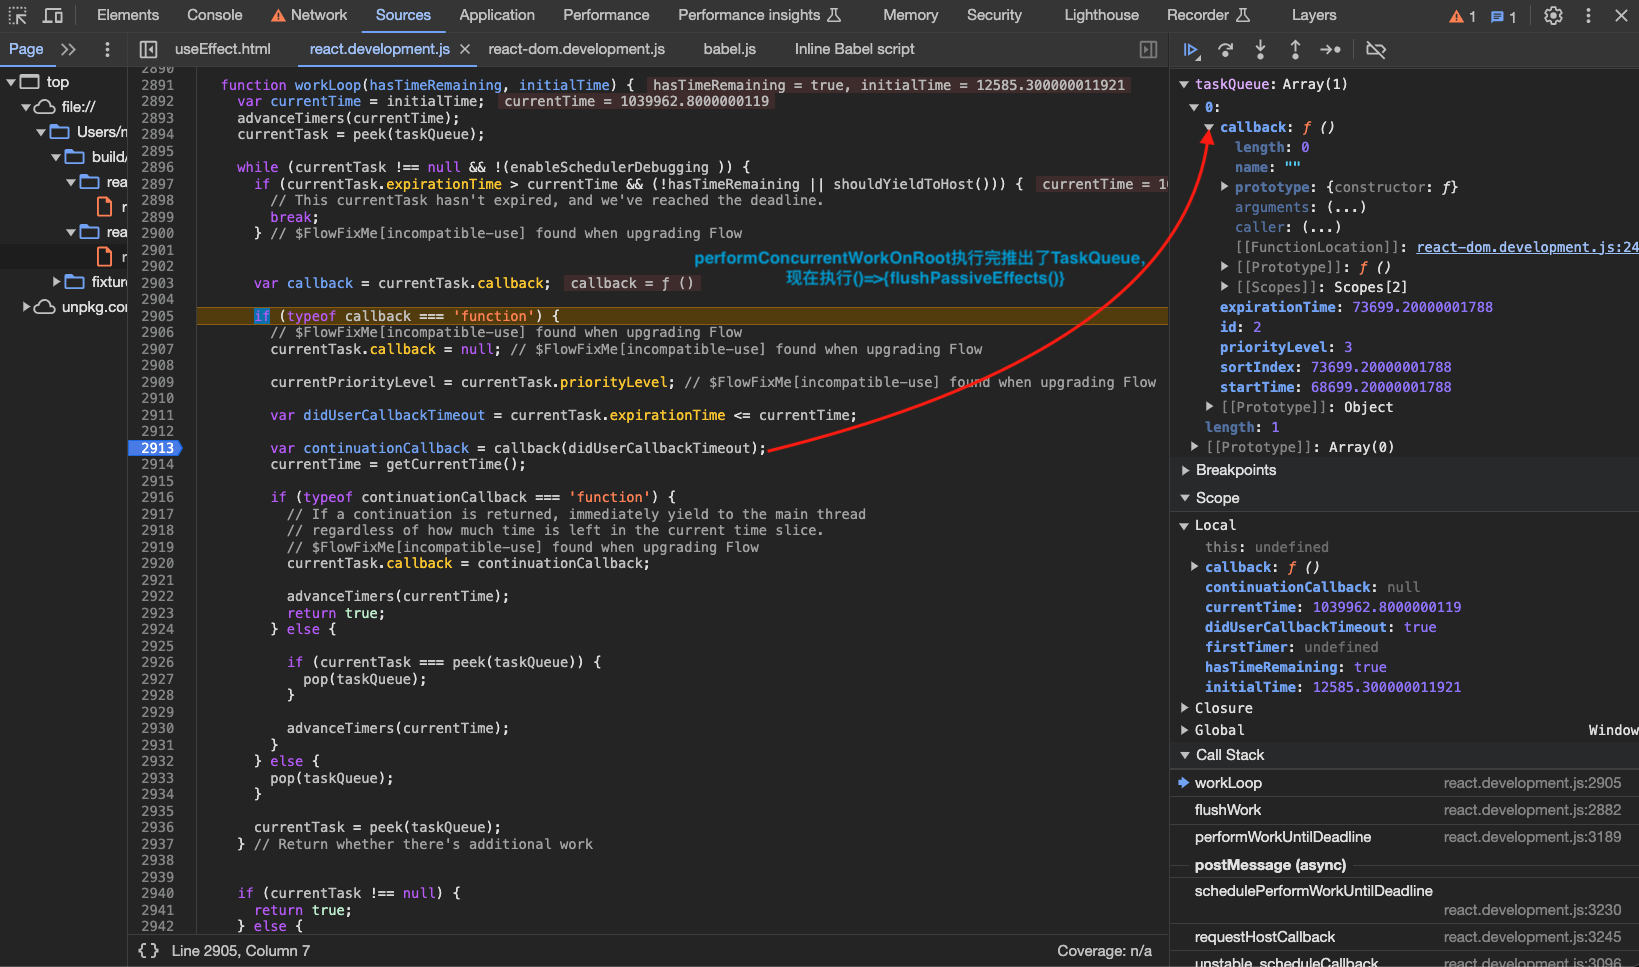 Elements Console Network Sources Application Performance Performance insights Memory Security Lighthouse Recorder Layers 1 1
Page useEffect.html react.development.js react-dom.development.js babel.js Inline Babel script
top
file://
Users/
build/
rea
rea
fixture
unpkg.co
2890
2891 function workLoop(hasTimeRemaining, initialTime) { hasTimeRemaining = true, initialTime = 12585.300000011921
2892 var currentTime = initialTime; currentTime = 1039962.8000000119
2893 advanceTimers(currentTime);
2894 currentTask = peek(taskQueue);
2895
2896 while (currentTask !== null && !(enableSchedulerDebugging )) {
2897 if (currentTask.expirationTime > currentTime && (!hasTimeRemaining || shouldYieldToHost())) { currentTime = 10
2898 // This currentTask hasn't expired, and we've reached the deadline.
2899 break;
2900 } // $FlowFixMe[incompatible-use] found when upgrading Flow
2901
2902
performConcurrentWorkOnRoot执行完推出了TaskQueue,
现在执行()=>{flushPassiveEffects()}
2903 var callback = currentTask.callback; callback = ƒ ()
2904
2905 if (typeof callback === 'function') {
2906 // $FlowFixMe[incompatible-use] found when upgrading Flow
2907 currentTask.callback = null; // $FlowFixMe[incompatible-use] found when upgrading Flow
2908
2909 currentPriorityLevel = currentTask.priorityLevel; // $FlowFixMe[incompatible-use] found when upgrading Flow
2910
2911 var didUserCallbackTimeout = currentTask.expirationTime <= currentTime;
2912
2913 var continuationCallback = callback(didUserCallbackTimeout);
2914 currentTime = getCurrentTime();
2915
2916 if (typeof continuationCallback === 'function') {
2917 // If a continuation is returned, immediately yield to the main thread
2918 // regardless of how much time is left in the current time slice.
2919 // $FlowFixMe[incompatible-use] found when upgrading Flow
2920 currentTask.callback = continuationCallback;
2921
2922 advanceTimers(currentTime);
2923 return true;
2924 } else {
2925
2926 if (currentTask === peek(taskQueue)) {
2927 pop(taskQueue);
2928 }
2929
2930 advanceTimers(currentTime);
2931 }
2932 } else {
2933 pop(taskQueue);
2934 }
2935
2936 currentTask = peek(taskQueue);
2937 } // Return whether there's additional work
2938
2939
2940 if (currentTask !== null) {
2941 return true;
2942 } else {
{} Line 2905, Column 7 Coverage: n/a
taskQueue: Array(1)
0:
callback: ƒ ()
length: 0
name: ""
prototype: {constructor: ƒ}
arguments: (...)
caller: (...)
[[FunctionLocation]]: react-dom.development.js:24
[[Prototype]]: ƒ ()
[[Scopes]]: Scopes[2]
expirationTime: 73699.20000001788
id: 2
priorityLevel: 3
sortIndex: 73699.20000001788
startTime: 68699.20000001788
[[Prototype]]: Object
length: 1
[[Prototype]]: Array(0)
Breakpoints
Scope
Local
this: undefined
callback: ƒ ()
continuationCallback: null
currentTime: 1039962.8000000119
didUserCallbackTimeout: true
firstTimer: undefined
hasTimeRemaining: true
initialTime: 12585.300000011921
Closure
Global Window
Call Stack
workLoop react.development.js:2905
flushWork react.development.js:2882
performWorkUntilDeadline react.development.js:3189
postMessage (async)
schedulePerformWorkUntilDeadline
react.development.js:3230
requestHostCallback react.development.js:3245
unstable_scheduleCallback react.development.js:3096